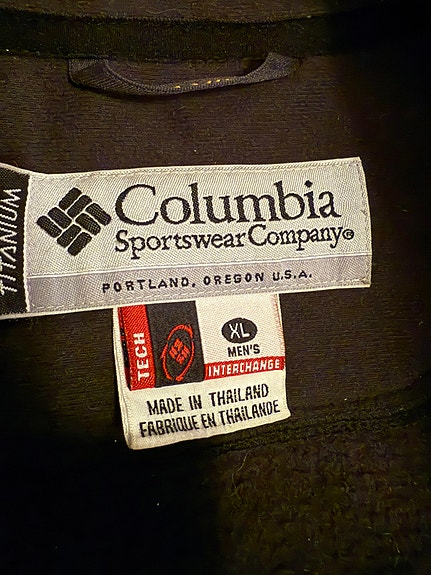 TITANIUM
Columbia
Sportswear Company®
PORTLAND, OREGON U.S.A.
TECH
XL
MEN'S
INTERCHANGE
MADE IN THAILAND
FABRIQUE EN THAILANDE